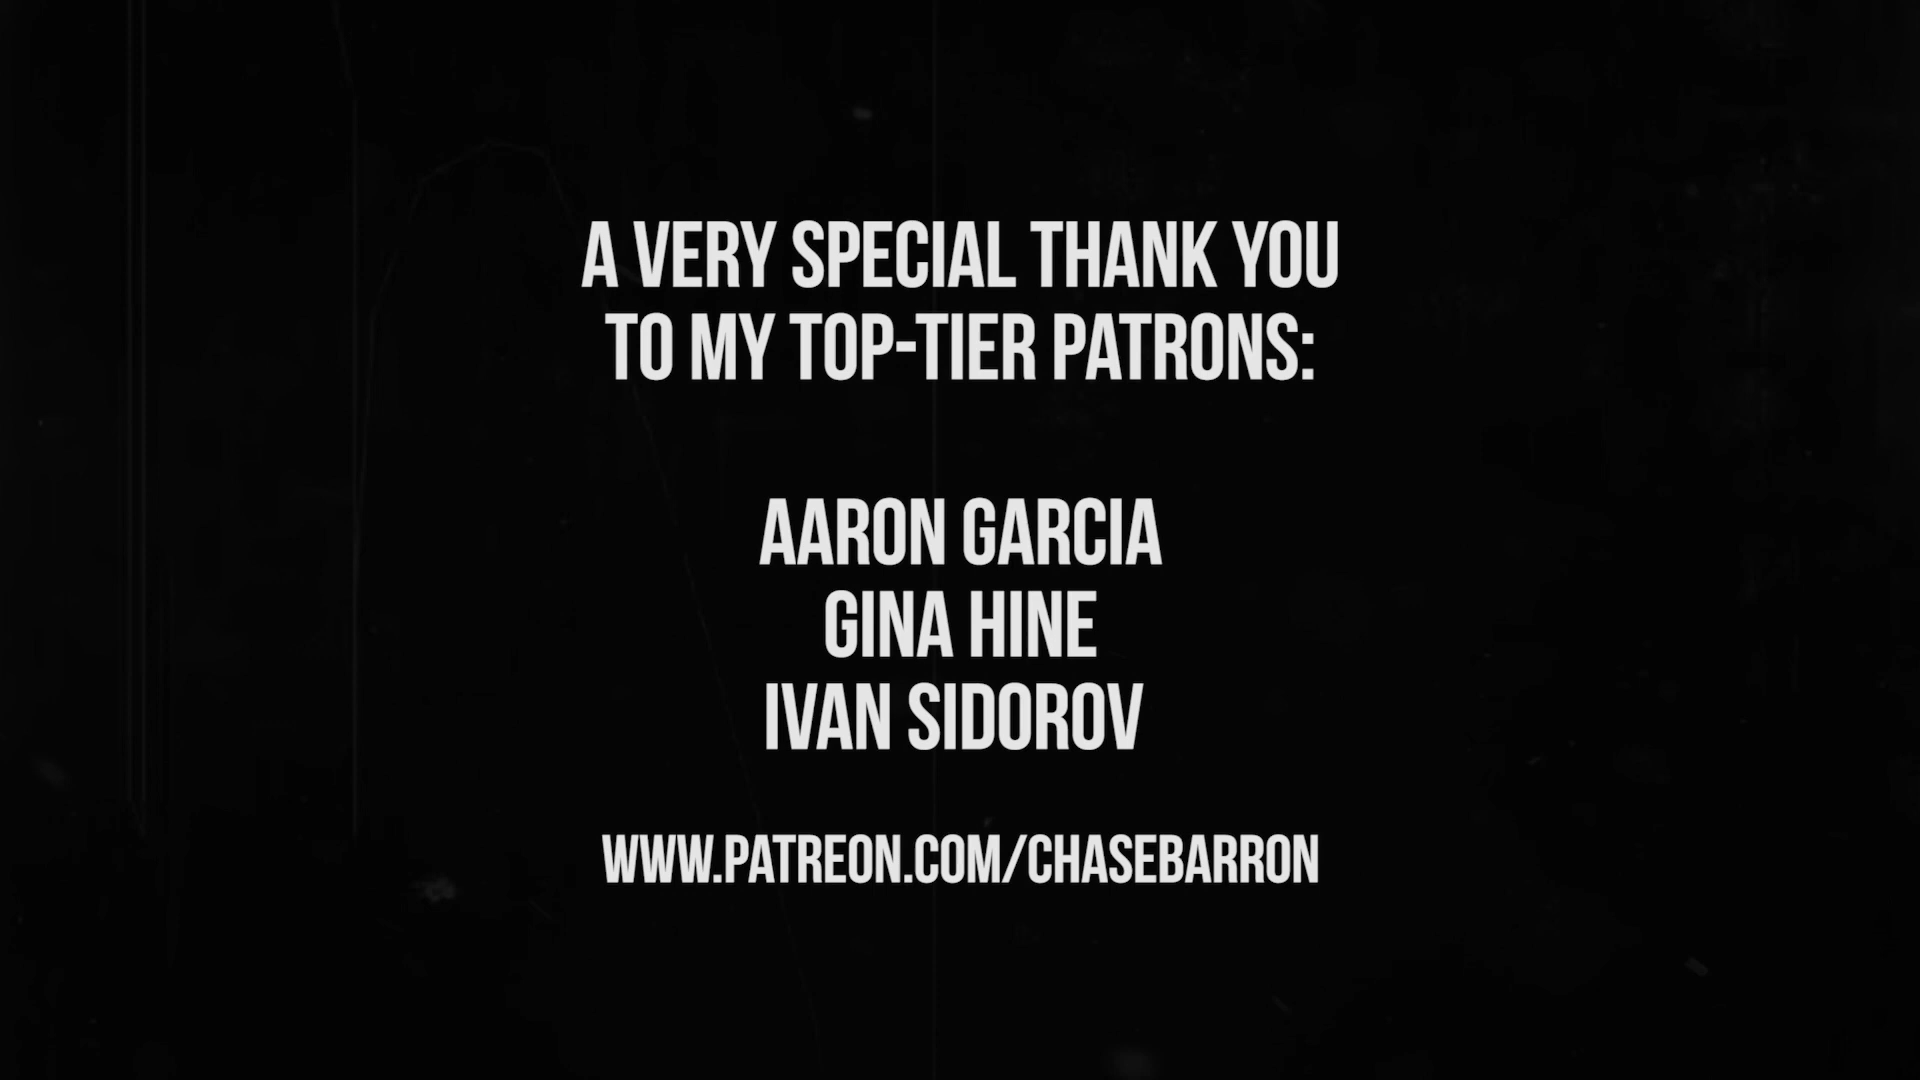 A VERY SPECIAL THANK YOU
TO MY TOP-TIER PATRONS:
AARON GARCIA
GINA HINE
IVAN SIDOROV
WWW.PATREON.COM/CHASEBARRON